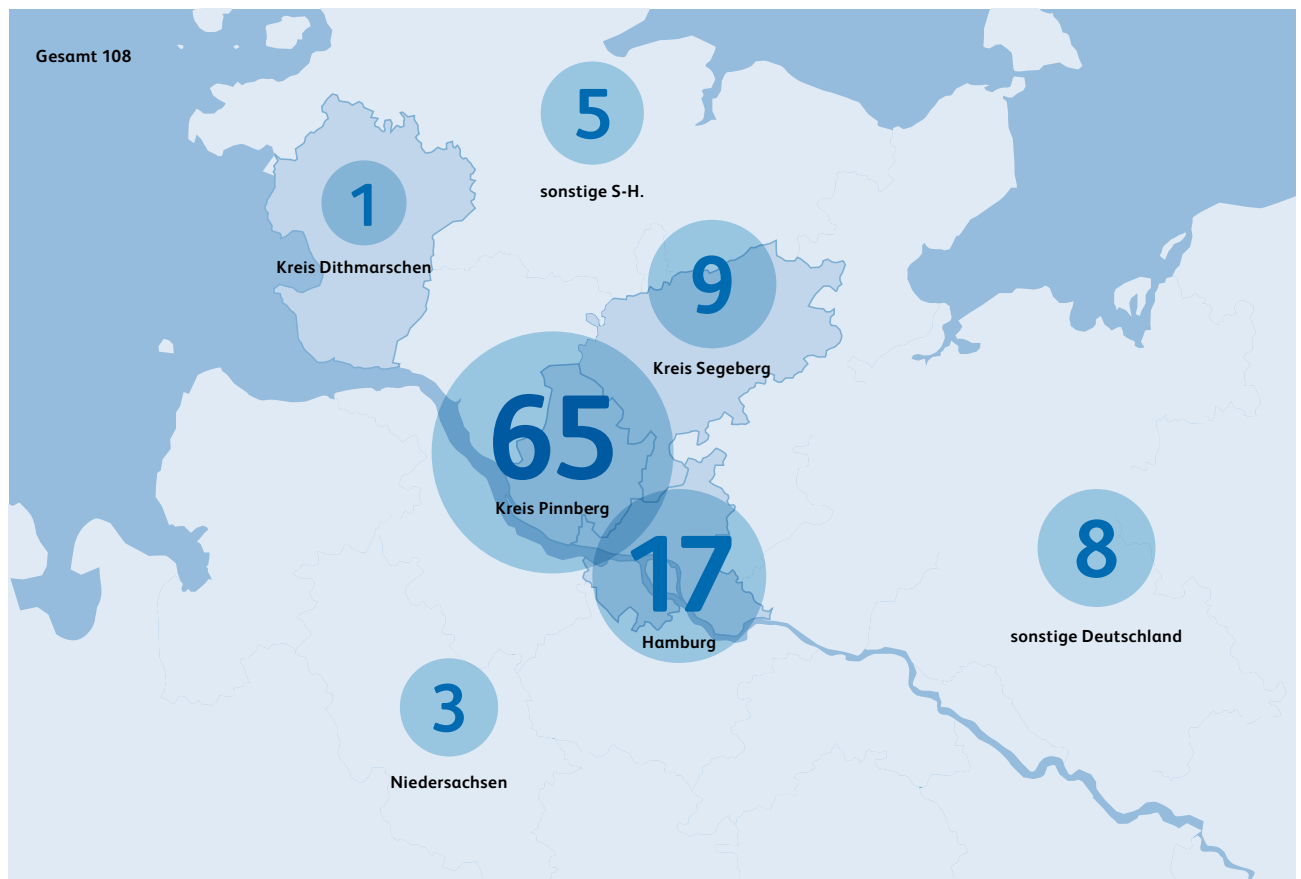 Gesamt 108
5
sonstige S-H.
1
Kreis Dithmarschen
9
Kreis Segeberg
65
Kreis Pinnberg
17
Hamburg
8
sonstige Deutschland
3
Niedersachsen